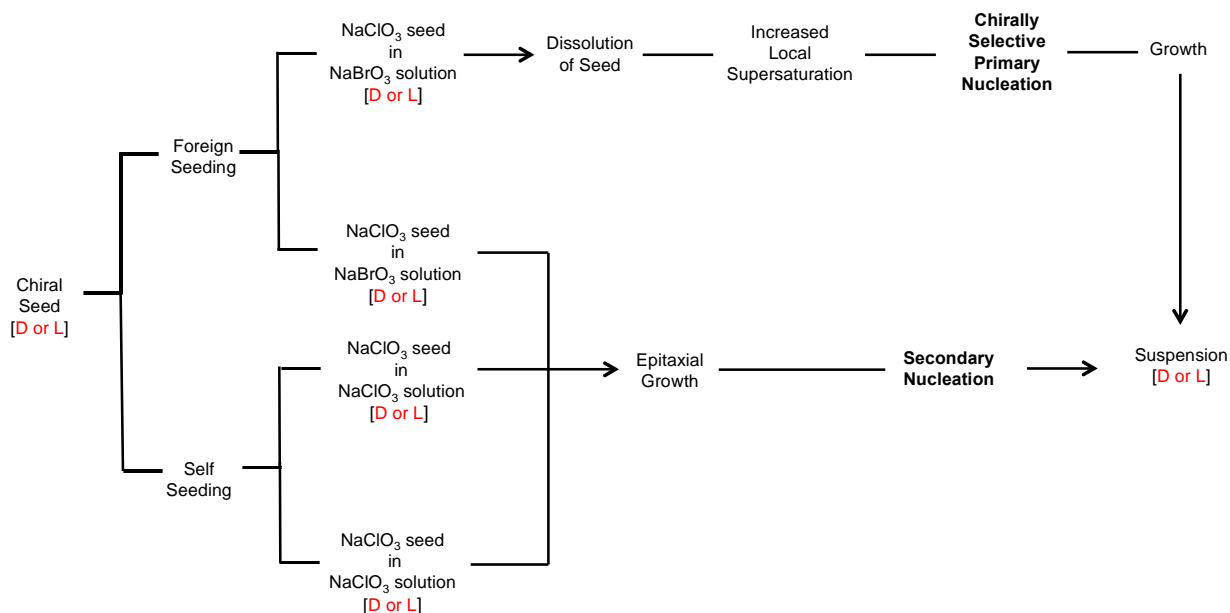 NaClO₃ seed
in
NaBrO₃ solution
[D or L]
Dissolution
of Seed
Increased
Local
Supersaturation
Chirally
Selective
Primary
Nucleation
Growth
Foreign
Seeding
NaClO₃ seed
in
NaBrO₃ solution
[D or L]
Chiral
Seed
[D or L]
NaClO₃ seed
in
NaClO₃ solution
[D or L]
Epitaxial
Growth
Secondary
Nucleation
Suspension
[D or L]
Self
Seeding
NaClO₃ seed
in
NaClO₃ solution
[D or L]